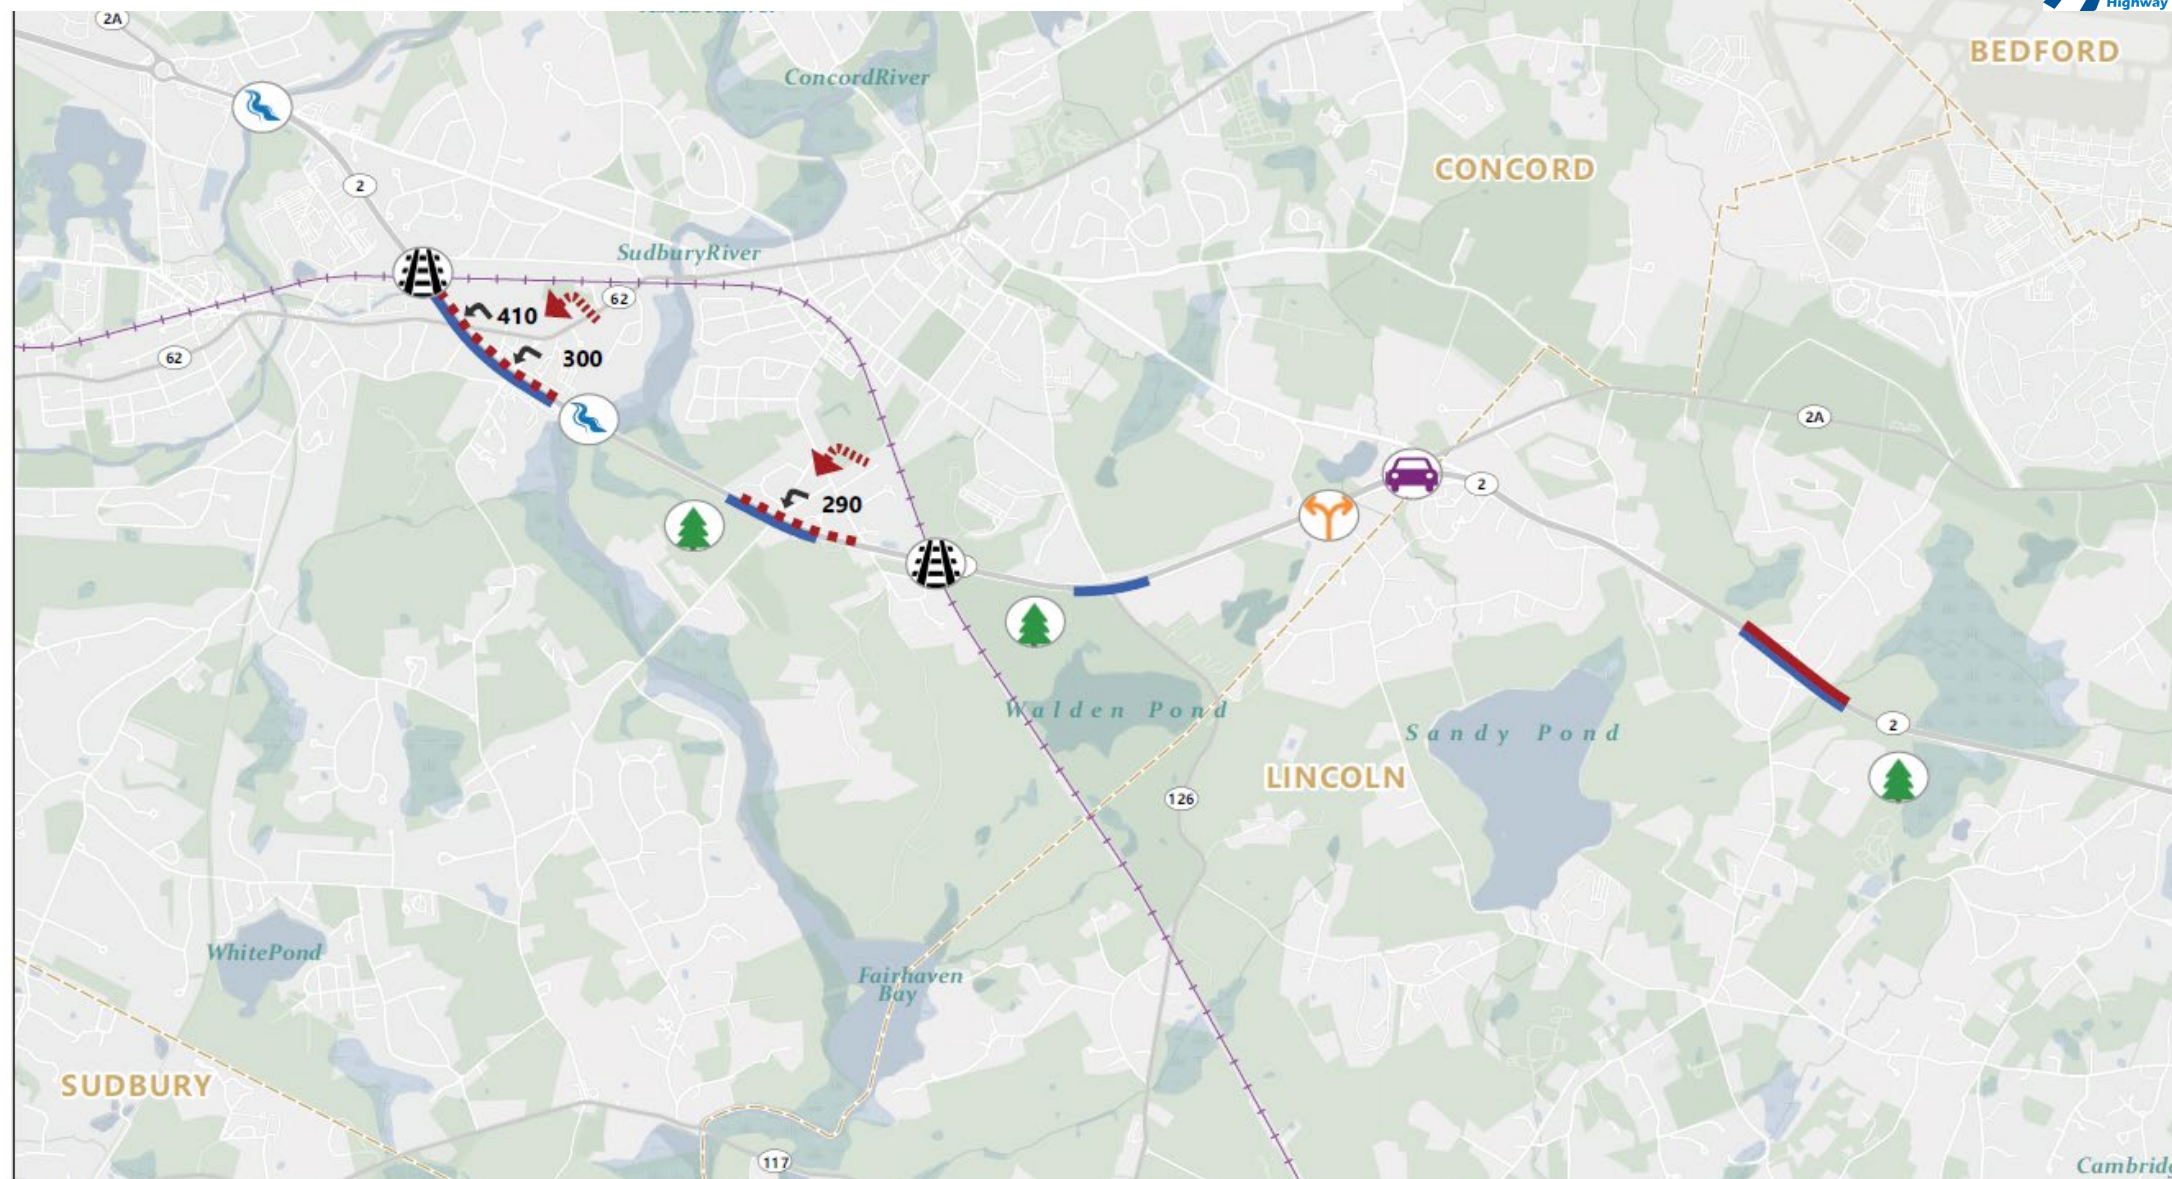 Highway
2A
BEDFORD
ConcordRiver
CONCORD
2
SudburyRiver
62
410
300
62
2A
2
290
Walden Pond
Sandy Pond
2
LINCOLN
126
WhitePond
Fairhaven
Bay
SUDBURY
117